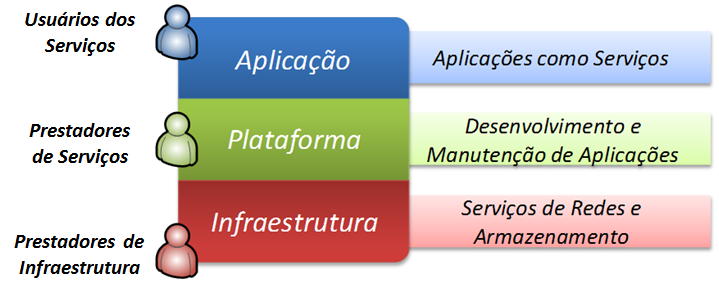 Usuários dos
Serviços
Aplicação
Aplicações como Serviços
Prestadores
de Serviços
Plataforma
Desenvolvimento e
Manutenção de Aplicações
Prestadores de
Infraestrutura
Infraestrutura
Serviços de Redes e
Armazenamento